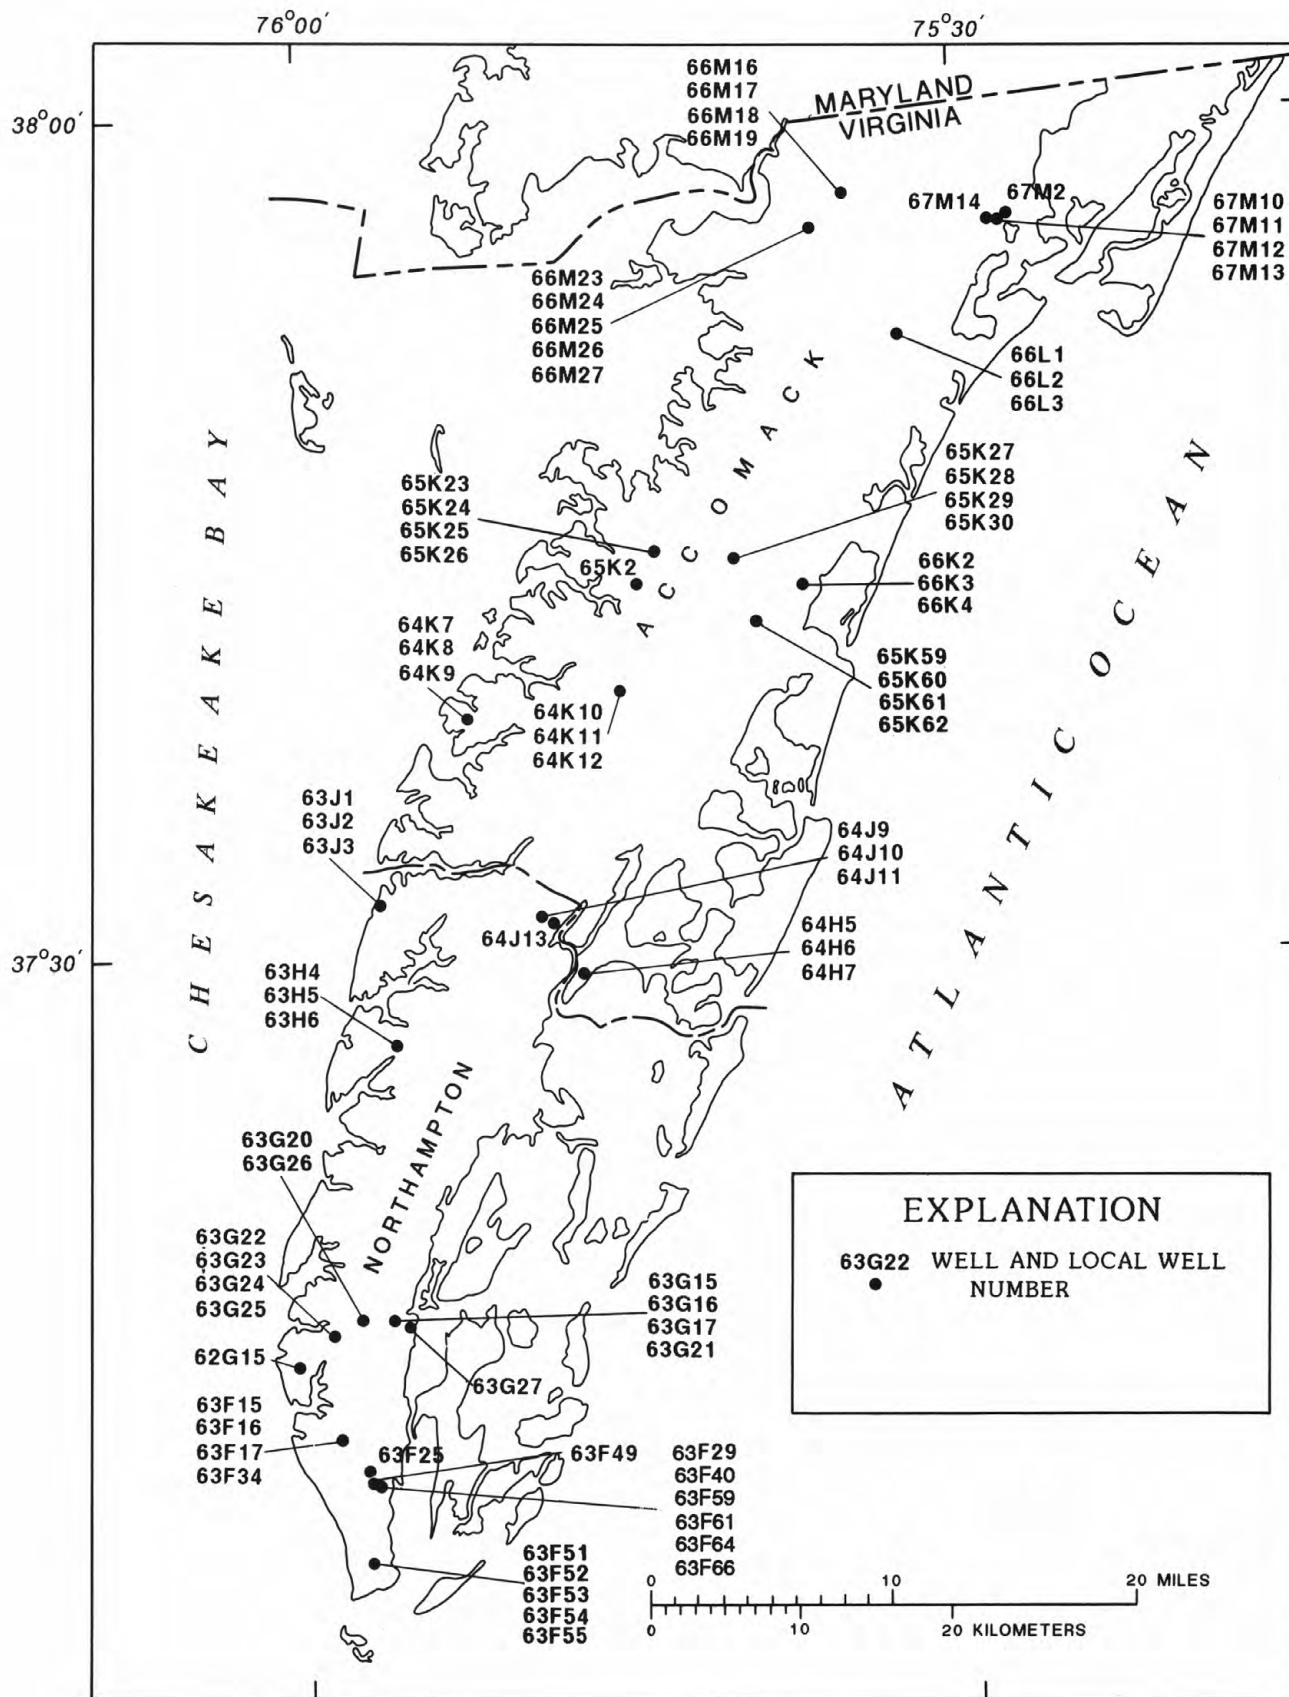 76°00'
75°30'
38°00'
37°30'
66M16
66M17
66M18
66M19
MARYLAND
VIRGINIA
67M14
67M2
67M10
67M11
67M12
67M13
66M23
66M24
66M25
66M26
66M27
66L1
66L2
66L3
ACCOMACK
65K23
65K24
65K25
65K26
65K27
65K28
65K29
65K30
65K2
66K2
66K3
66K4
64K7
64K8
64K9
65K59
65K60
65K61
65K62
64K10
64K11
64K12
CHESAKEAKE BAY
ATLANTIC OCEAN
63J1
63J2
63J3
64J9
64J10
64J11
64J13
64H5
64H6
64H7
63H4
63H5
63H6
NORTHAMPTON
63G20
63G26
63G22
63G23
63G24
63G25
63G15
63G16
63G17
63G21
62G15
63G27
63F15
63F16
63F17
63F34
63F25
63F49
63F29
63F40
63F59
63F61
63F64
63F66
63F51
63F52
63F53
63F54
63F55
EXPLANATION
63G22 WELL AND LOCAL WELL
NUMBER
0 10 20 MILES
0 10 20 KILOMETERS